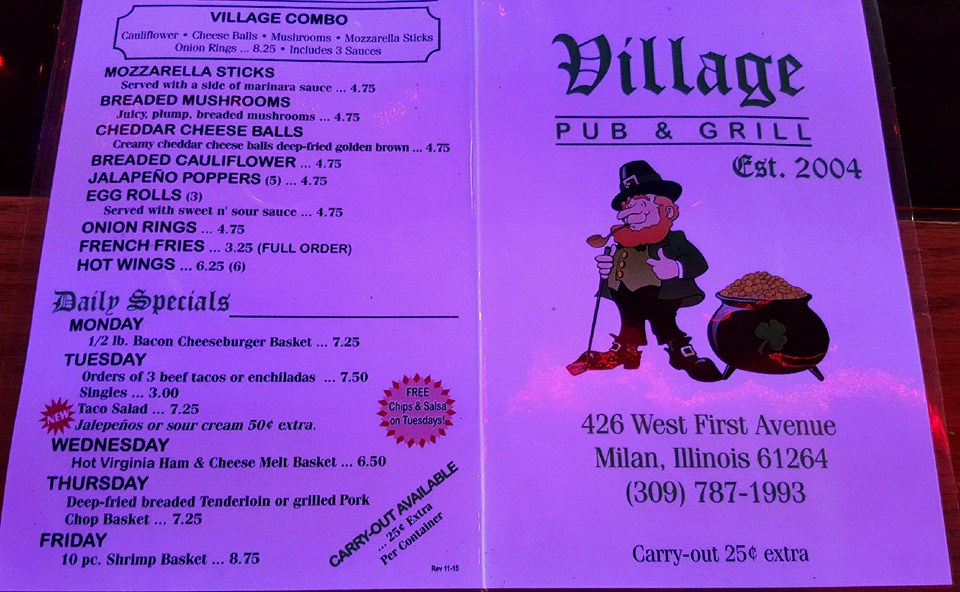 VILLAGE COMBO
Cauliflower • Cheese Balls • Mushrooms • Mozzarella Sticks
Onion Rings ... 8.25 • Includes 3 Sauces
MOZZARELLA STICKS
Served with a side of marinara sauce ... 4.75
BREADED MUSHROOMS
Juicy, plump, breaded mushrooms ... 4.75
CHEDDAR CHEESE BALLS
Creamy cheddar cheese balls deep-fried golden brown ... 4.75
BREADED CAULIFLOWER ... 4.75
JALAPEÑO POPPERS (5) ... 4.75
EGG ROLLS (3)
Served with sweet n' sour sauce ... 4.75
ONION RINGS ... 4.75
FRENCH FRIES ... 3.25 (FULL ORDER)
HOT WINGS ... 6.25 (6)
Daily Specials
MONDAY
1/2 lb. Bacon Cheeseburger Basket ... 7.25
TUESDAY
Orders of 3 beef tacos or enchiladas ... 7.50
Singles ... 3.00
NEW
Taco Salad ... 7.25
Jalepeños or sour cream 50¢ extra.
FREE
Chips & Salsa
on Tuesdays!
WEDNESDAY
Hot Virginia Ham & Cheese Melt Basket ... 6.50
THURSDAY
Deep-fried breaded Tenderloin or grilled Pork
Chop Basket ... 7.25
FRIDAY
10 pc. Shrimp Basket ... 8.75
CARRY-OUT AVAILABLE
... 25¢ Extra
Per Container
Rev 11-15
Village
PUB & GRILL
Est. 2004
426 West First Avenue
Milan, Illinois 61264
(309) 787-1993
Carry-out 25¢ extra